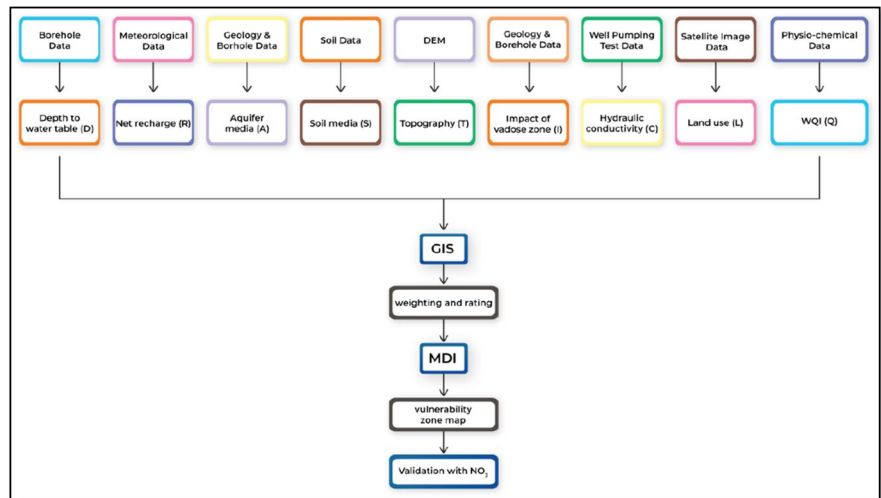 Borehole
Data
Meteorological
Data
Geology &
Borhole Data
Soil Data
DEM
Geology &
Borehole Data
Well Pumping
Test Data
Satellite Image
Data
Physio-chemical
Data
Depth to
water table (D)
Net recharge (R)
Aquifer
media (A)
Soil media (S)
Topography (T)
Impact of
vadose zone (I)
Hydraulic
conductivity (C)
Land use (L)
WQI (Q)
GIS
weighting and rating
MDI
vulnerability
zone map
Validation with NO₃